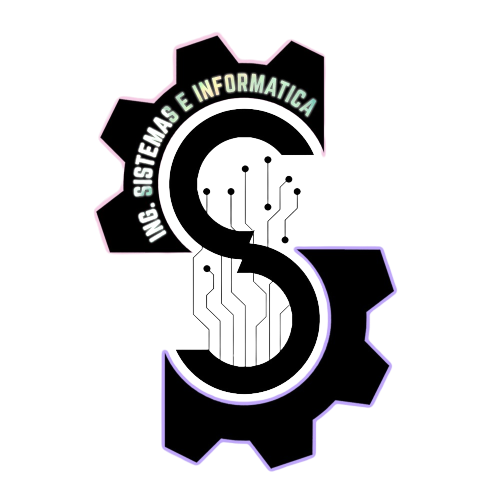 ING. SISTEMAS E INFORMATICA
S